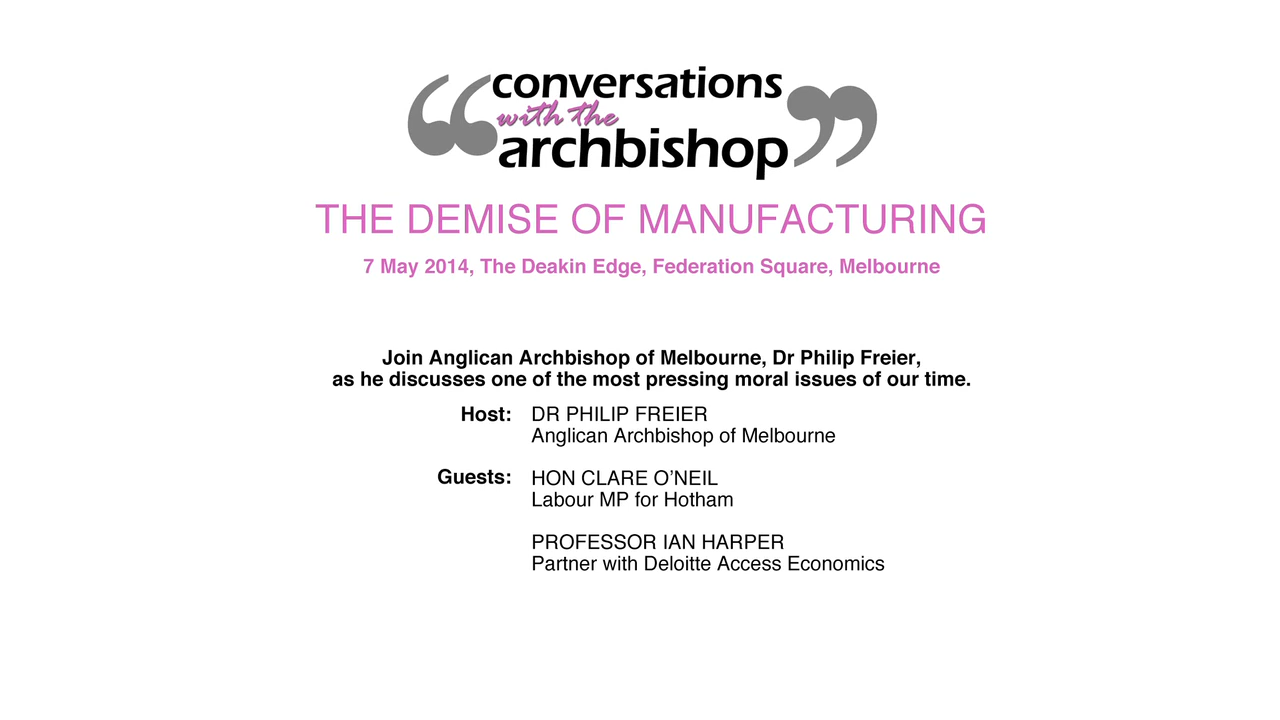 “conversations
with the
archbishop”
THE DEMISE OF MANUFACTURING
7 May 2014, The Deakin Edge, Federation Square, Melbourne
Join Anglican Archbishop of Melbourne, Dr Philip Freier,
as he discusses one of the most pressing moral issues of our time.
Host: DR PHILIP FREIER
Anglican Archbishop of Melbourne
Guests: HON CLARE O’NEIL
Labour MP for Hotham
PROFESSOR IAN HARPER
Partner with Deloitte Access Economics